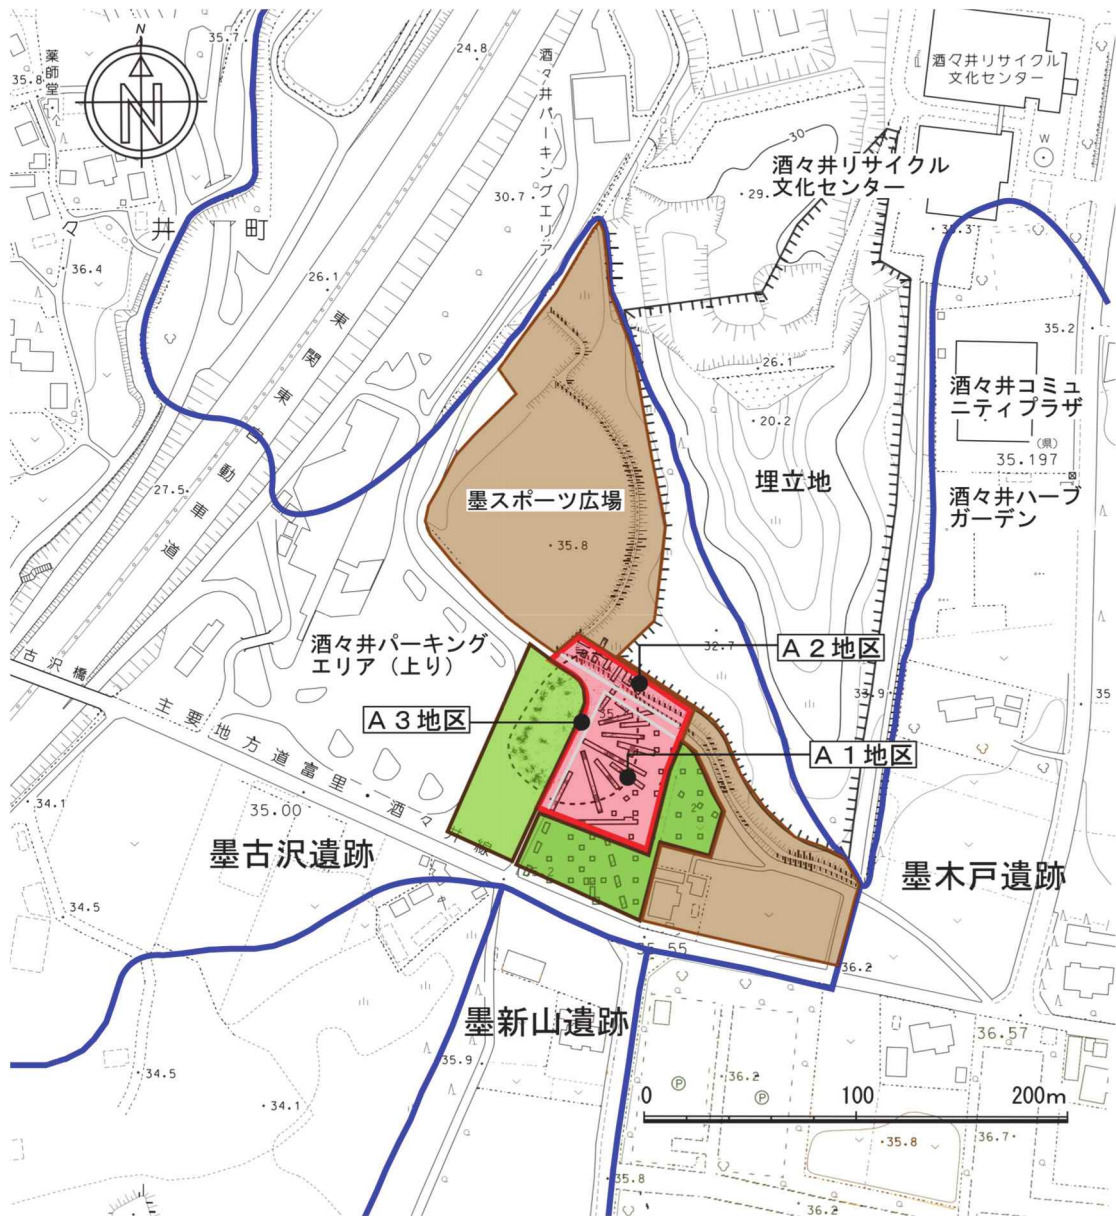 N
35.7
24.8
薬師堂
35.8
酒々井パーキングエリア
酒々井リサイクル
文化センター
W
30
酒々井リサイクル
文化センター
29.
30.7
々井町
36.4
33.3
26.1
東関東自動車道
35.2
26.1
酒々井コミュ
ニティプラザ
20.2
(県)
35.197
27.5
墨スポーツ広場
埋立地
酒々井ハーブ
ガーデン
35.8
古沢橋
酒々井パーキング
エリア（上り）
32.7
A2地区
33.9
35
主要地方道富里・酒々井線
A3地区
35
A1地区
34.1
35.00
墨古沢遺跡
35.2
墨木戸遺跡
34.5
35.55
36.2
墨新山遺跡
36.57
35.9
34.5
P
36.2
P
0 100 200m
34.1
35.8
36.7
35.8
36.2